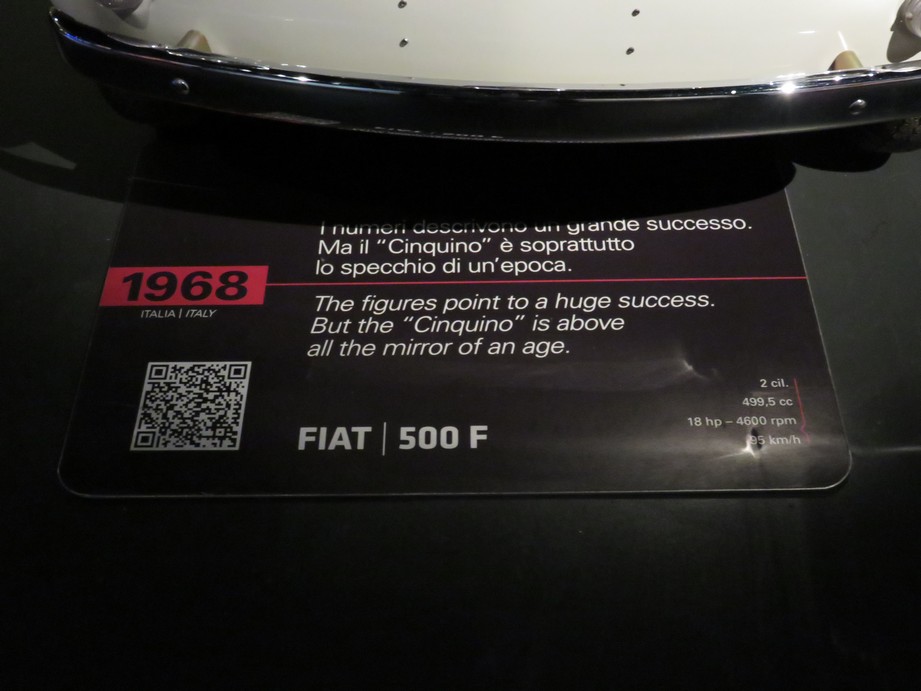 I numeri descrivono un grande successo.
Ma il “Cinquino” è soprattutto
lo specchio di un’epoca.
1968
ITALIA | ITALY
The figures point to a huge success.
But the “Cinquino” is above
all the mirror of an age.
FIAT | 500 F
2 cil.
499,5 cc
18 hp – 4600 rpm
95 km/h